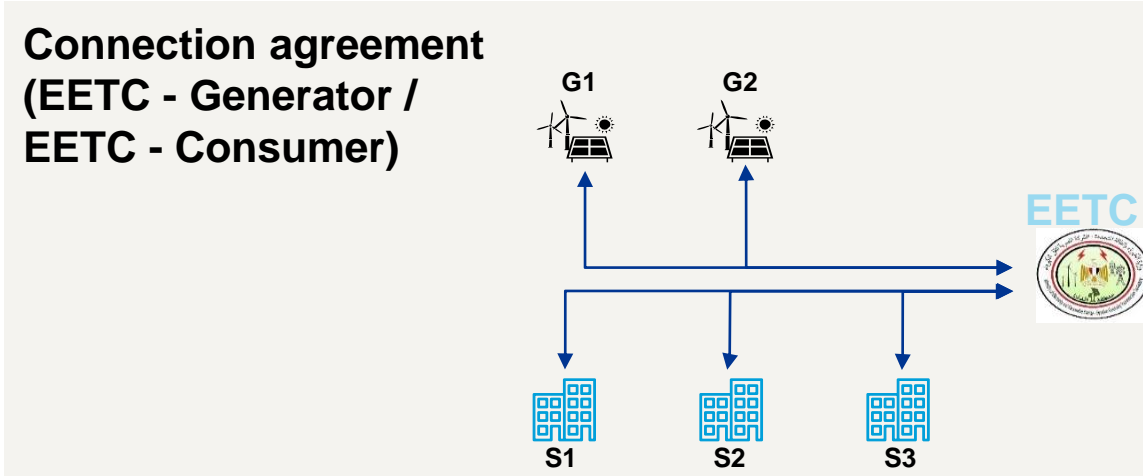 Connection agreement
(EETC - Generator /
EETC - Consumer)
G1
G2
EETC
S1
S2
S3